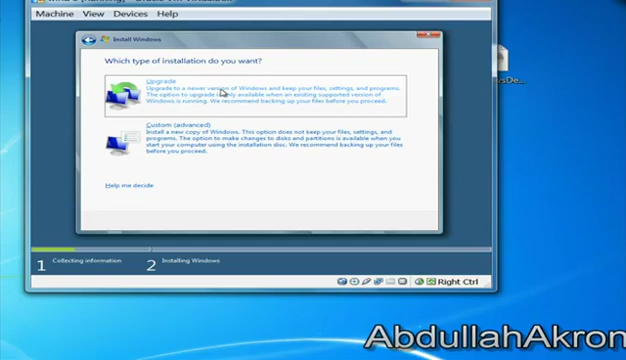 Machine View Devices Help
Install Windows
Which type of installation do you want?
Upgrade
Upgrade to a newer version of Windows and keep your files, settings, and programs.
The option to upgrade is only available when an existing supported version of
Windows is running. We recommend backing up your files before you proceed.
Custom (advanced)
Install a new copy of Windows. This option does not keep your files, settings, and
programs. The option to make changes to disks and partitions is available when you
start your computer using the installation disc. We recommend backing up your files
before you proceed.
Help me decide
1 Collecting information 2 Installing Windows
Right Ctrl
AbdullahAkron